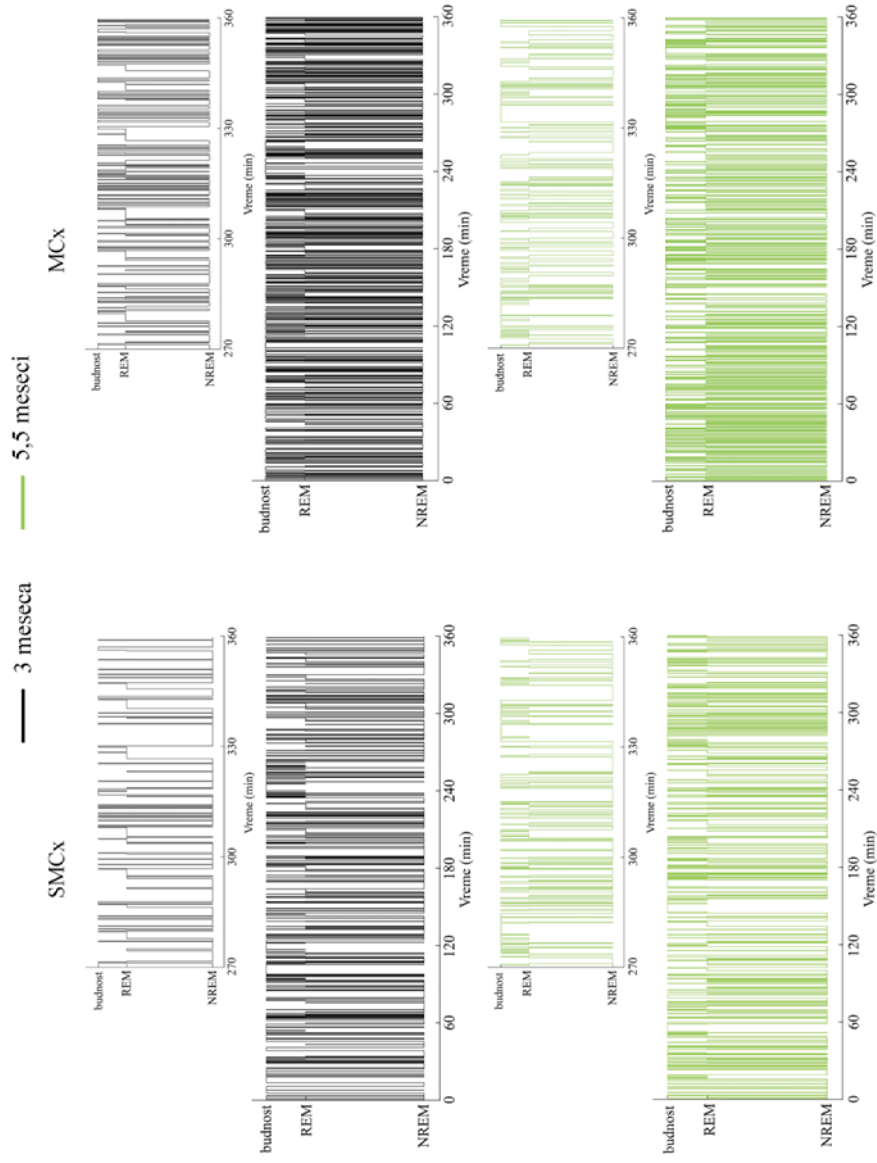 3 meseca
5,5 meseci
SMCx
MCx
budnost
REM
NREM
270
300
330
360
Vreme (min)
budnost
REM
NREM
270
300
330
360
Vreme (min)
budnost
REM
NREM
0
60
120
180
240
300
360
Vreme (min)
budnost
REM
NREM
0
60
120
180
240
300
360
Vreme (min)
budnost
REM
NREM
270
300
330
360
Vreme (min)
budnost
REM
NREM
270
300
330
360
Vreme (min)
budnost
REM
NREM
0
60
120
180
240
300
360
Vreme (min)
budnost
REM
NREM
0
60
120
180
240
300
360
Vreme (min)